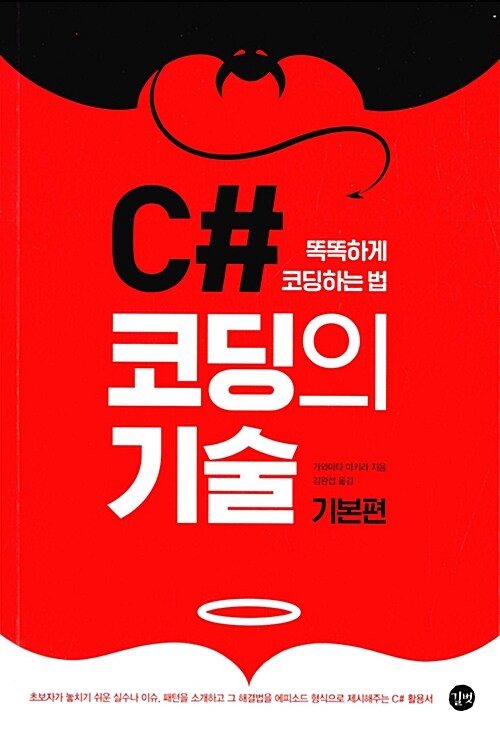 C#
똑똑하게
코딩하는 법
코딩의
기술
가와마타 아키라 지음
김완섭 옮김
기본편
초보자가 놓치기 쉬운 실수나 이슈, 패턴을 소개하고 그 해결법을 에피소드 형식으로 제시해주는 C# 활용서
길벗